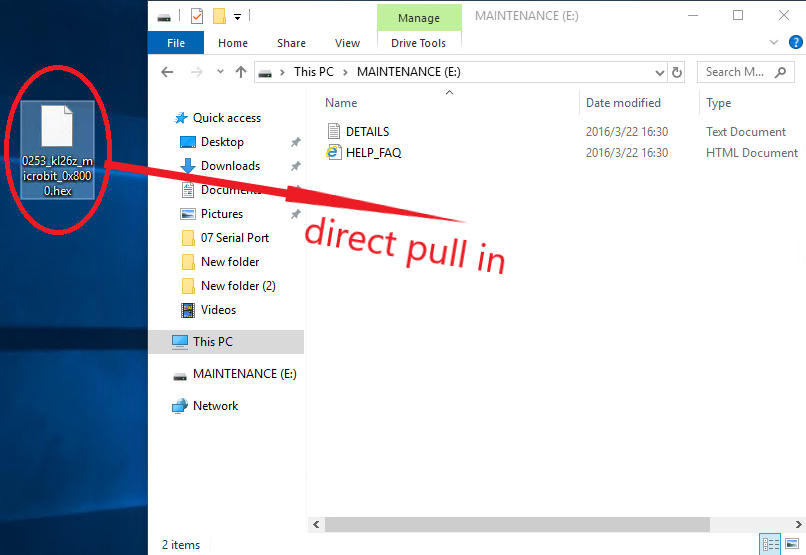 Manage
MAINTENANCE (E:)
File
Home
Share
View
Drive Tools
This PC
MAINTENANCE (E:)
Search M...
Name
Date modified
Type
Quick access
Desktop
Downloads
Documents
Pictures
07 Serial Port
New folder
New folder (2)
Videos
This PC
MAINTENANCE (E:)
Network
DETAILS
2016/3/22 16:30
Text Document
HELP_FAQ
2016/3/22 16:30
HTML Document
0253_kl26z_m
icrobit_0x800
0.hex
direct pull in
2 items